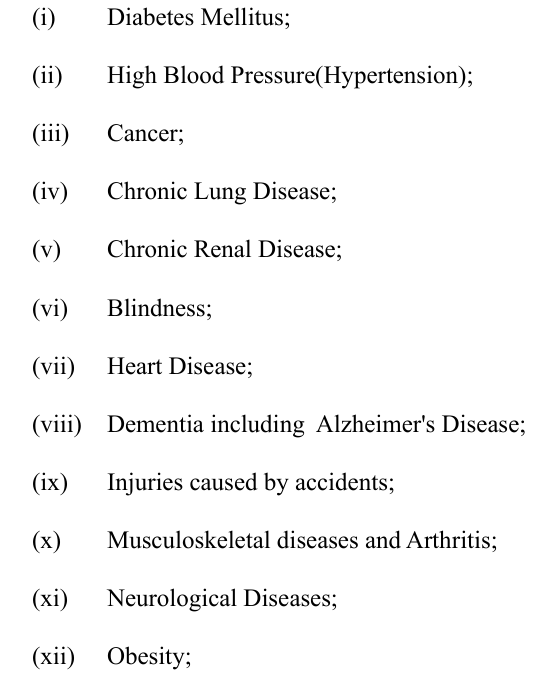 (i) Diabetes Mellitus;
(ii) High Blood Pressure(Hypertension);
(iii) Cancer;
(iv) Chronic Lung Disease;
(v) Chronic Renal Disease;
(vi) Blindness;
(vii) Heart Disease;
(viii) Dementia including Alzheimer's Disease;
(ix) Injuries caused by accidents;
(x) Musculoskeletal diseases and Arthritis;
(xi) Neurological Diseases;
(xii) Obesity;